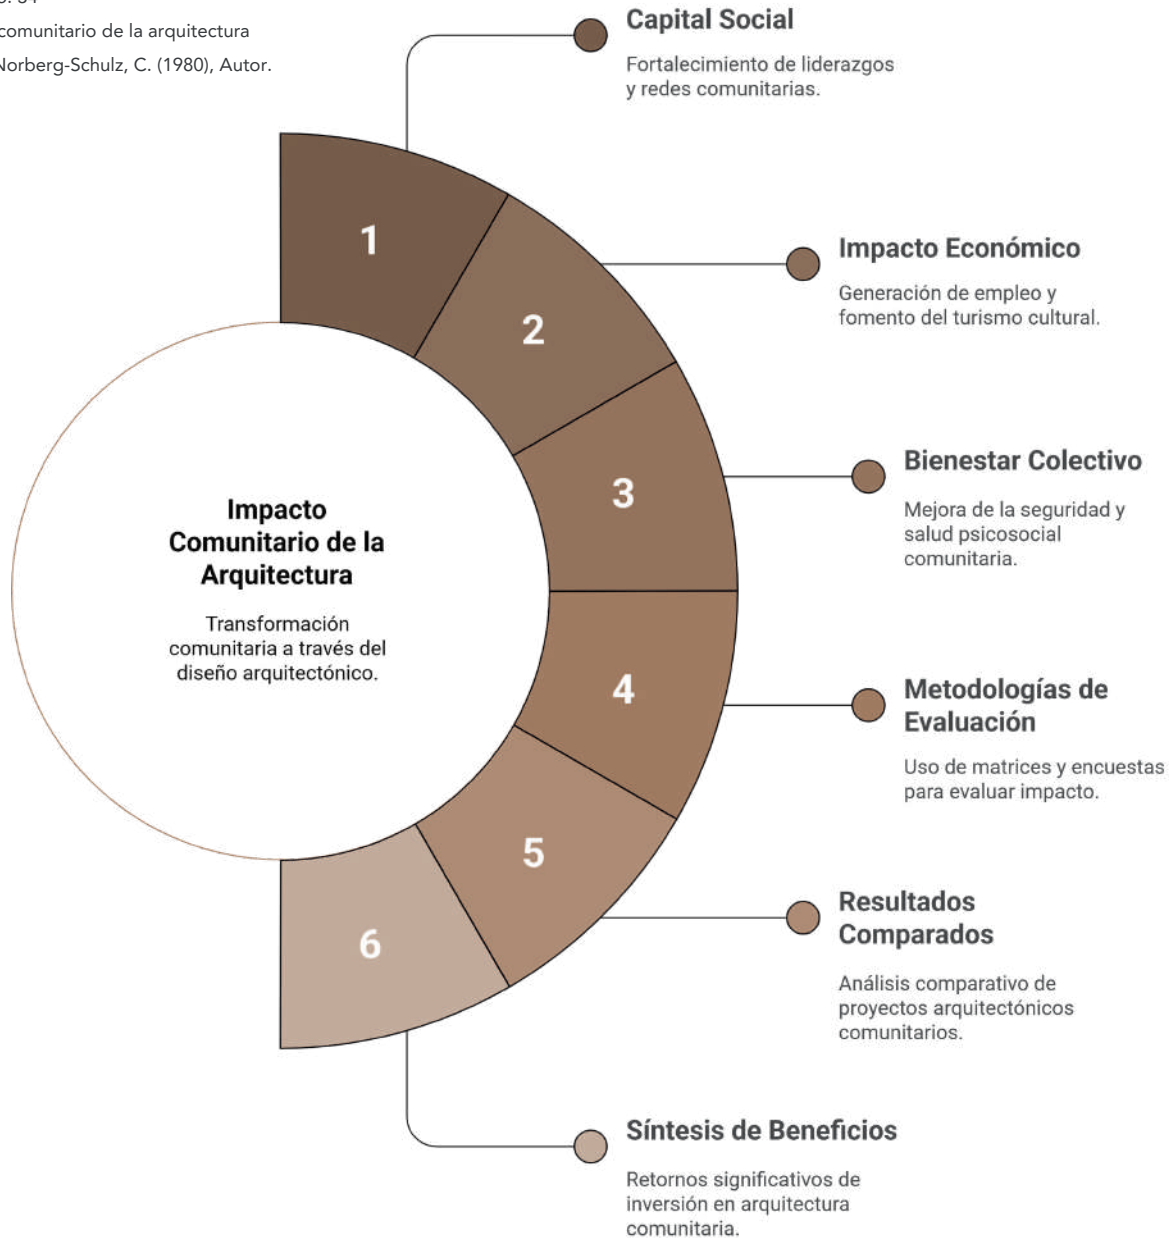 comunitario de la arquitectura
Norberg-Schulz, C. (1980), Autor.
Capital Social
Fortalecimiento de liderazgos
y redes comunitarias.
1
Impacto Económico
Generación de empleo y
fomento del turismo cultural.
2
Bienestar Colectivo
Mejora de la seguridad y
salud psicosocial
comunitaria.
3
Impacto
Comunitario de la
Arquitectura
Transformación
comunitaria a través del
diseño arquitectónico.
4
Metodologías de
Evaluación
Uso de matrices y encuestas
para evaluar impacto.
5
Resultados
Comparados
Análisis comparativo de
proyectos arquitectónicos
comunitarios.
6
Síntesis de Beneficios
Retornos significativos de
inversión en arquitectura
comunitaria.